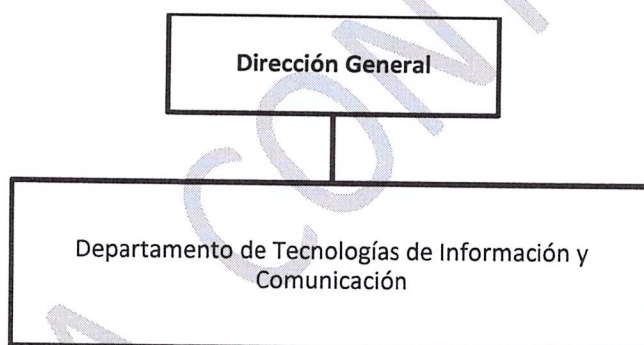 Dirección General
Departamento de Tecnologías de Información y
Comunicación